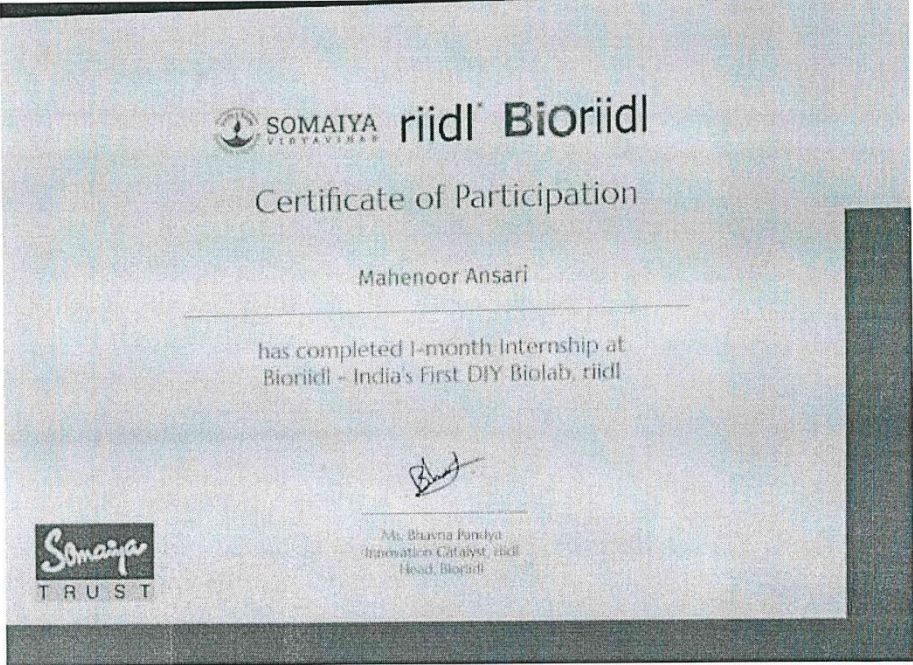 SOMAIYA
VIDYAVIHAR
riidl
Bioriidl
Certificate of Participation
Mahenoor Ansari
has completed 1-month Internship at
Bioriidl – India's First DIY Biolab, riidl
Ms. Bhavna Pandya
Innovation Catalyst, riidl
Head, Bioriidl
Somaiya
TRUST